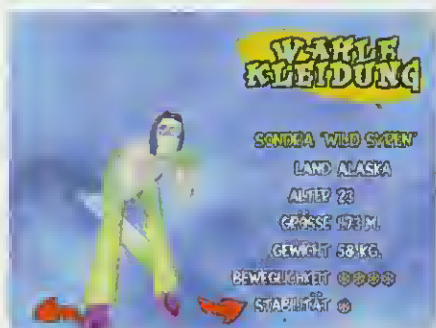 WÄHLE
KLEIDUNG
SONDRA "WILD SYREN"
LAND ALASKA
ALTER 23
GRÖSSE 1.73 M.
GEWICHT 58 KG.
BEWEGLICHKEIT
STABILITÄT